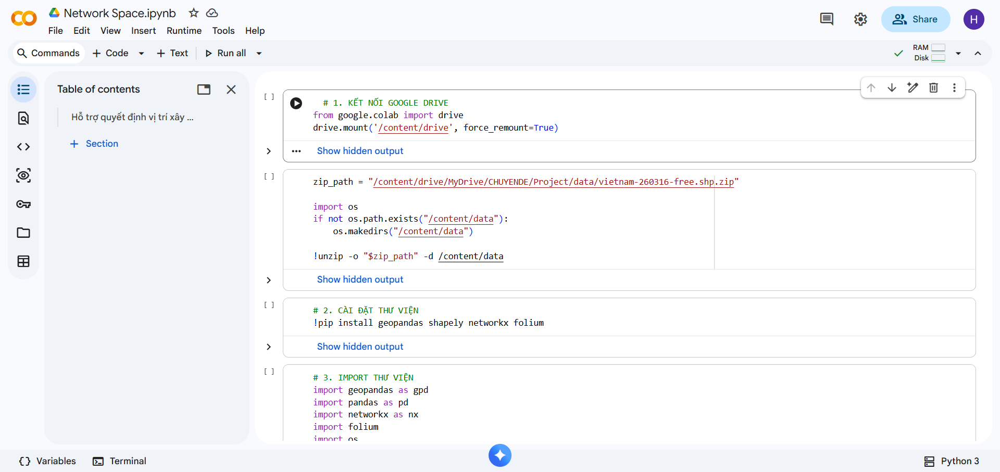 Network Space.ipynb
File Edit View Insert Runtime Tools Help
Share
H
Commands + Code + Text Run all
RAM
Disk
Table of contents
Hỗ trợ quyết định vị trí xây ...
+ Section
[ ]
# 1. KẾT NỐI GOOGLE DRIVE
from google.colab import drive
drive.mount('/content/drive', force_remount=True)
Show hidden output
[ ]
zip_path = "/content/drive/MyDrive/CHUYENDE/Project/data/vietnam-260316-free.shp.zip"
import os
if not os.path.exists("/content/data"):
    os.makedirs("/content/data")
!unzip -o "$zip_path" -d /content/data
Show hidden output
[ ]
# 2. CÀI ĐẶT THƯ VIỆN
!pip install geopandas shapely networkx folium
Show hidden output
[ ]
# 3. IMPORT THƯ VIỆN
import geopandas as gpd
import pandas as pd
import networkx as nx
import folium
import os
Variables Terminal
Python 3